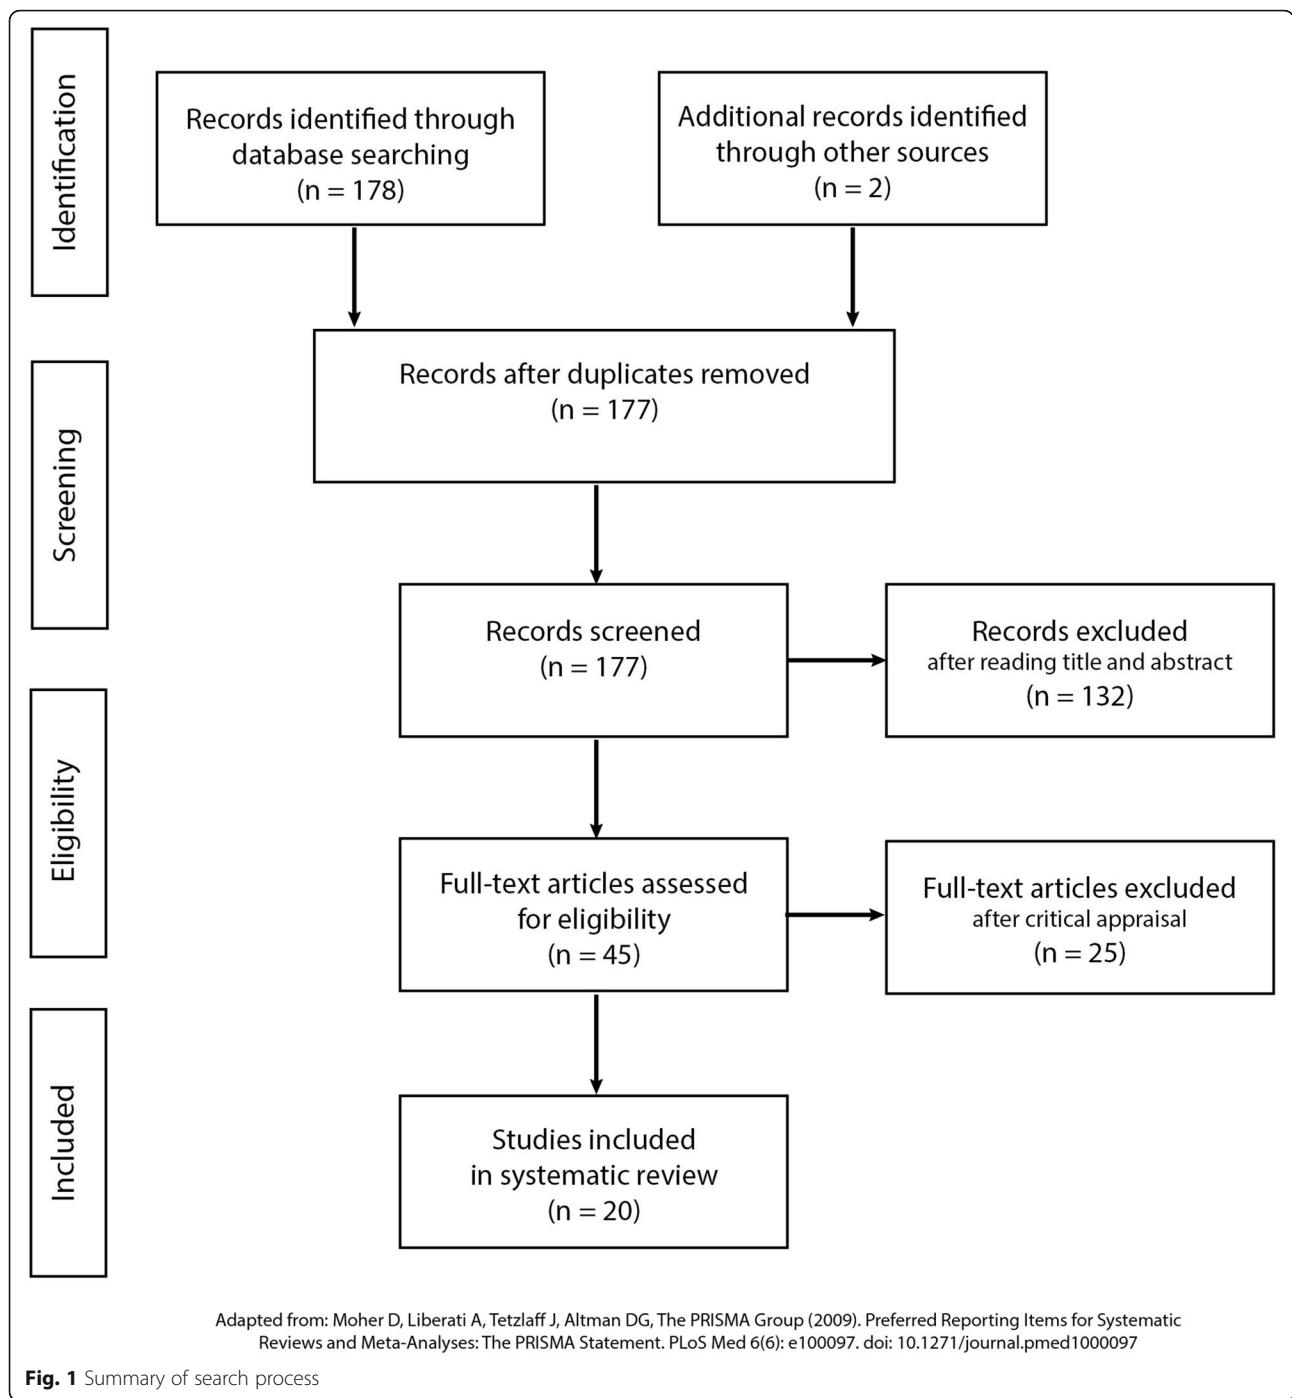 Identification
Records identified through
database searching
(n = 178)
Additional records identified
through other sources
(n = 2)
Screening
Records after duplicates removed
(n = 177)
Records screened
(n = 177)
Records excluded
after reading title and abstract
(n = 132)
Eligibility
Full-text articles assessed
for eligibility
(n = 45)
Full-text articles excluded
after critical appraisal
(n = 25)
Included
Studies included
in systematic review
(n = 20)
Adapted from: Moher D, Liberati A, Tetzlaff J, Altman DG, The PRISMA Group (2009). Preferred Reporting Items for Systematic
Reviews and Meta-Analyses: The PRISMA Statement. PLoS Med 6(6): e100097. doi: 10.1271/journal.pmed1000097
Fig. 1 Summary of search process